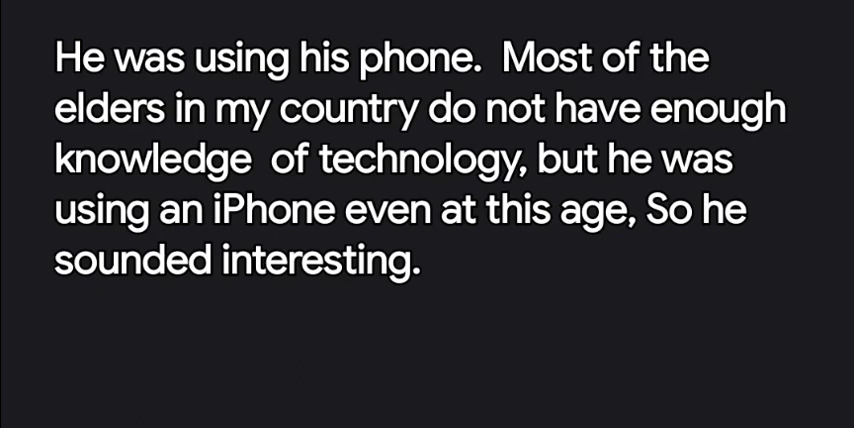 He was using his phone.  Most of the
elders in my country do not have enough
knowledge  of technology, but he was
using an iPhone even at this age, So he
sounded interesting.